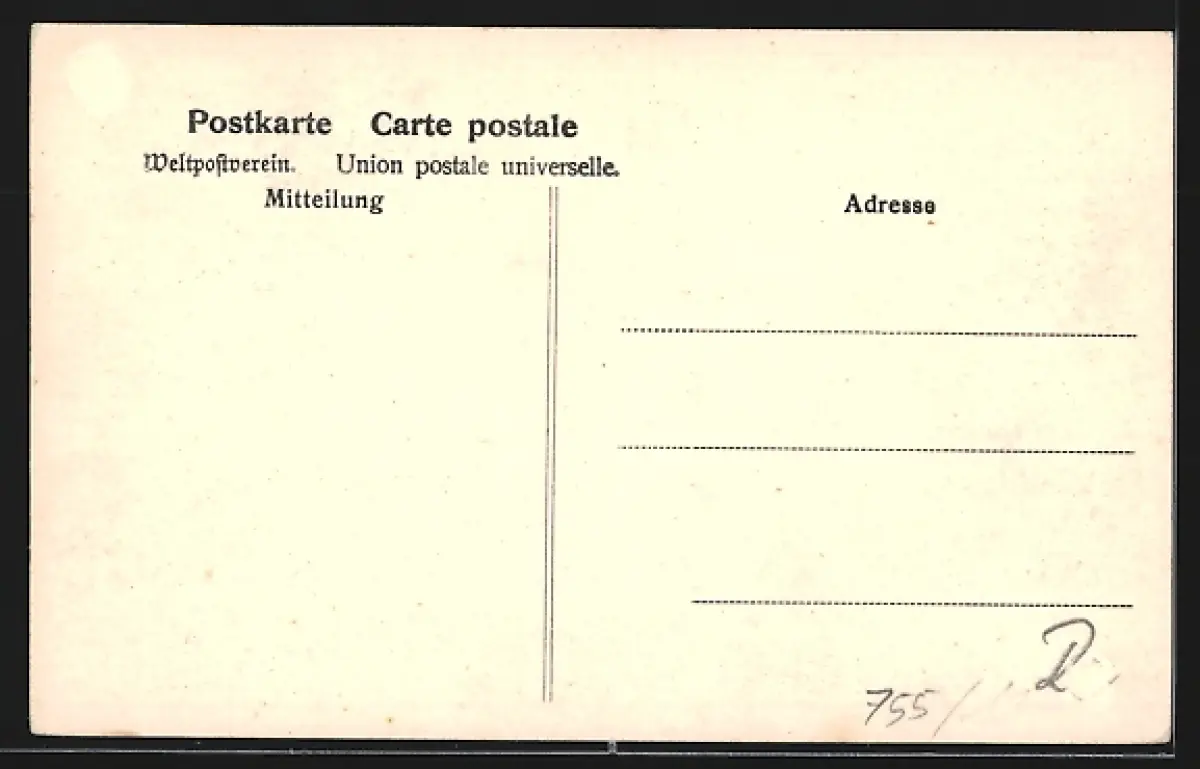 Postkarte Carte postale
Weltpostverein. Union postale universelle.
Mitteilung
Adresse
755/